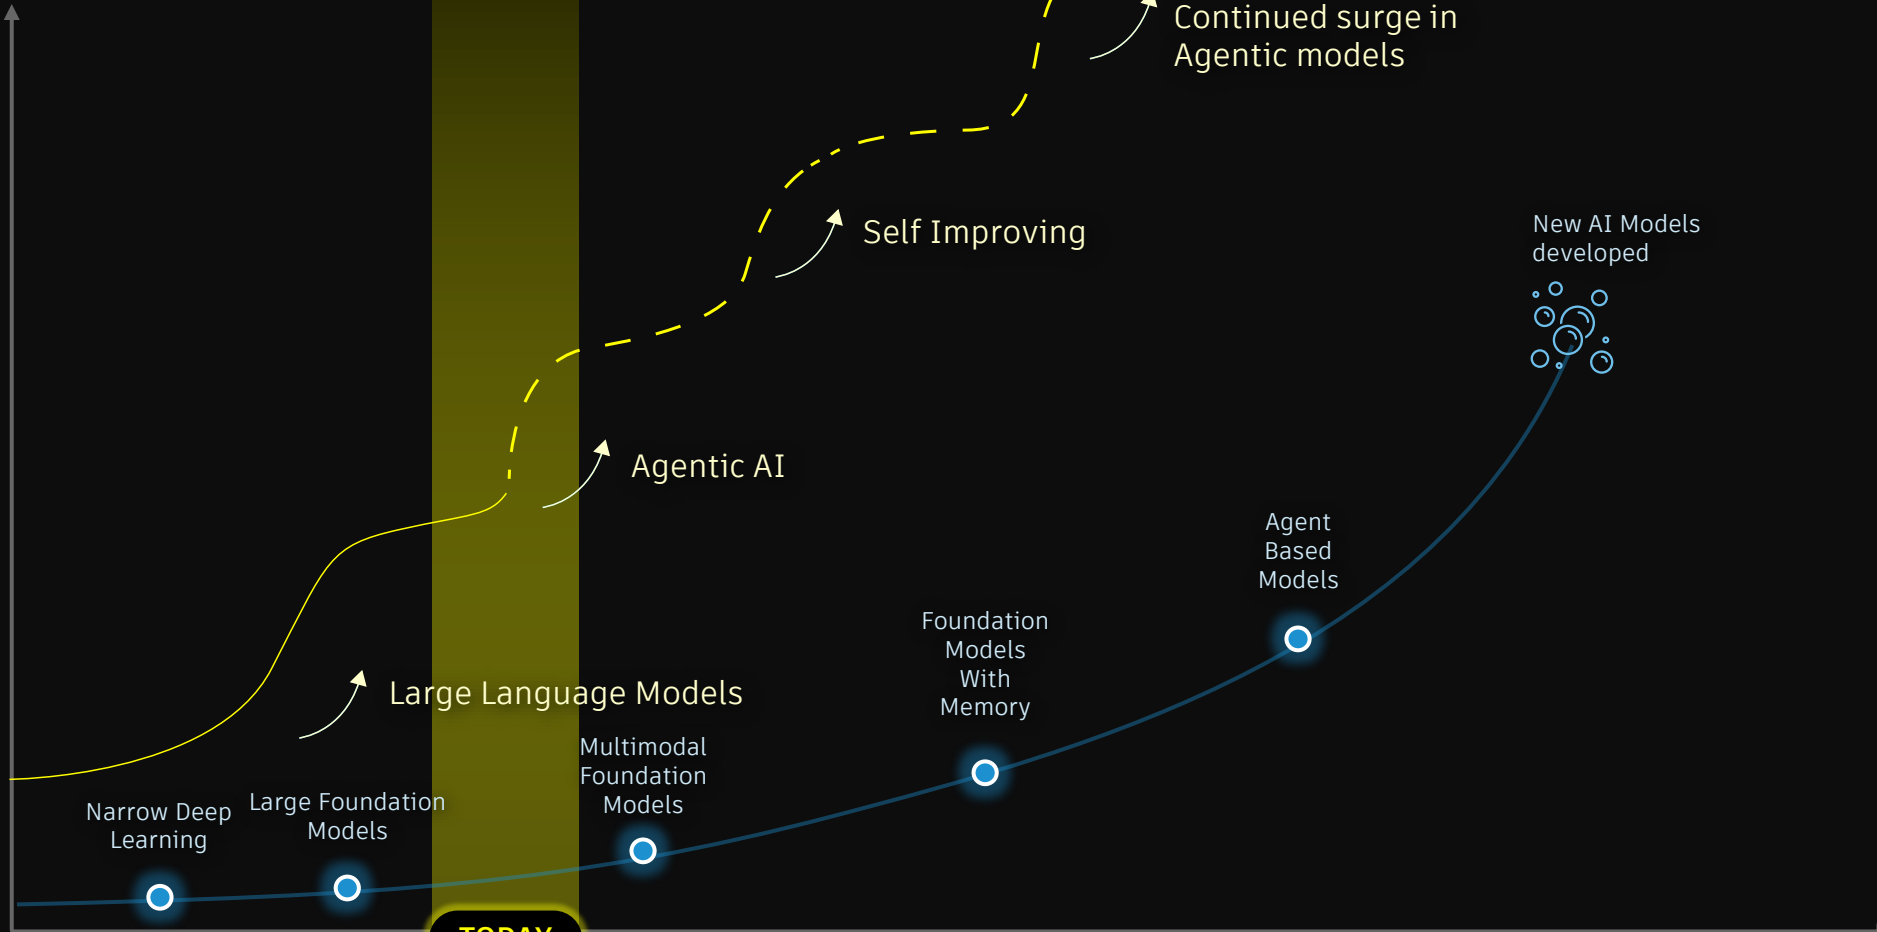 Continued surge in
Agentic models
Self Improving
New AI Models
developed
Agentic AI
Agent
Based
Models
Foundation
Models
With
Memory
Large Language Models
Multimodal
Foundation
Models
Large Foundation
Models
Narrow Deep
Learning
TODAY